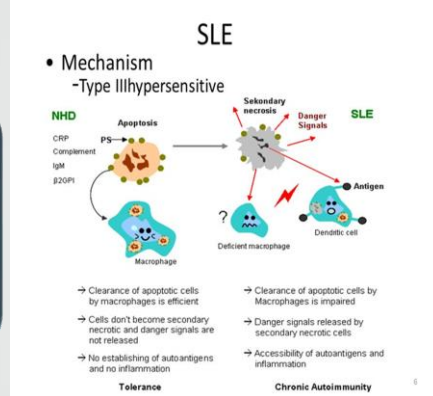 SLE
• Mechanism
-Type IIIhypersensitive
NHD
Apoptosis
Sekondary
necrosis
Danger
Signals
SLE
CRP
Complement
IgM
β2GPI
PS
Antigen
?
Macrophage
Deficient macrophage
Dendritic cell
→ Clearance of apoptotic cells
by macrophages is efficient
→ Cells don't become secondary
necrotic and danger signals are
not released
→ No establishing of autoantigens
and no inflammation
Tolerance
→ Clearance of apoptotic cells by
Macrophages is impaired
→ Danger signals released by
secondary necrotic cells
→ Accessibility of autoantigens and
inflammation
Chronic Autoimmunity
6